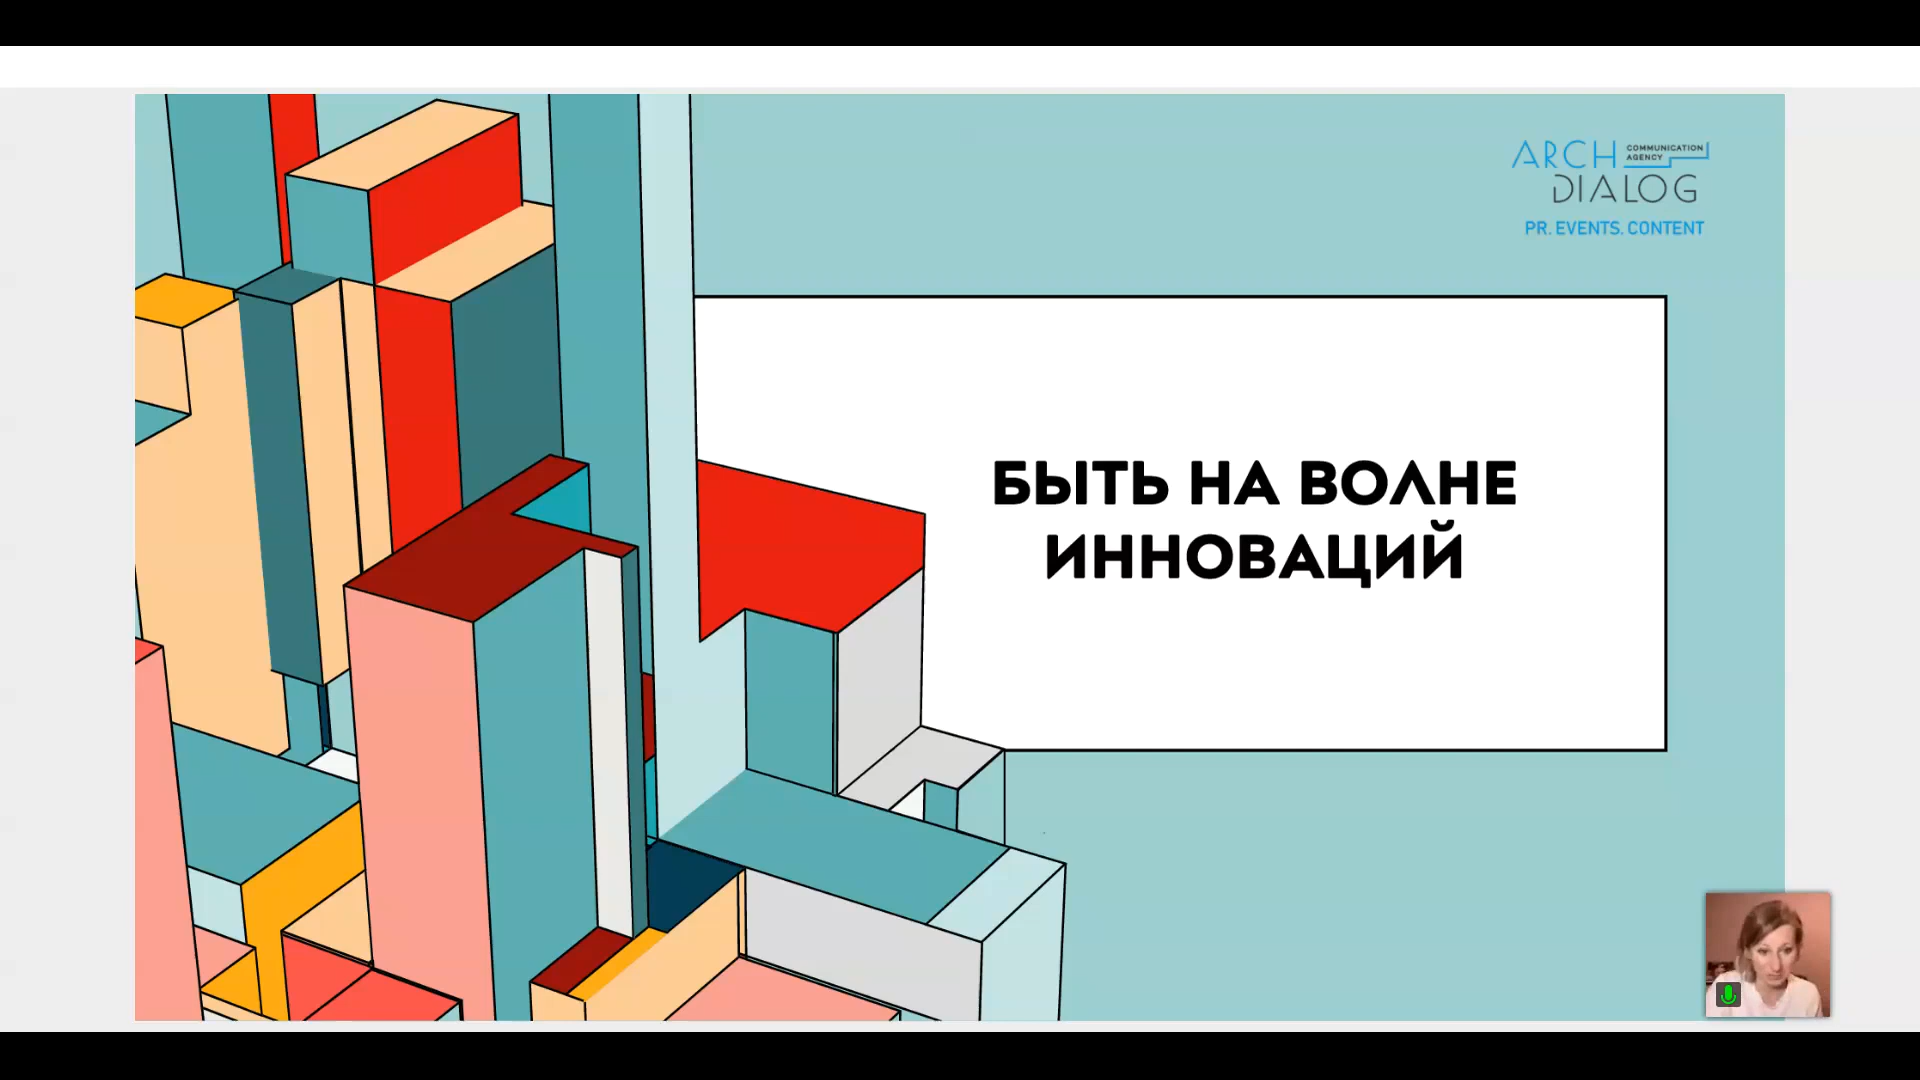 ARCH COMMUNICATION
AGENCY
DIALOG
PR. EVENTS. CONTENT
БЫТЬ НА ВОЛНЕ
ИННОВАЦИЙ